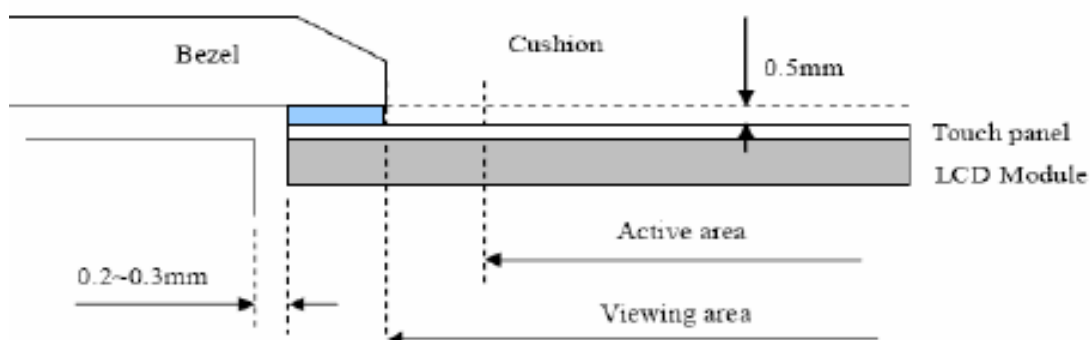 Cushion
Bezel
0.5mm
Touch panel
LCD Module
Active area
0.2~0.3mm
Viewing area